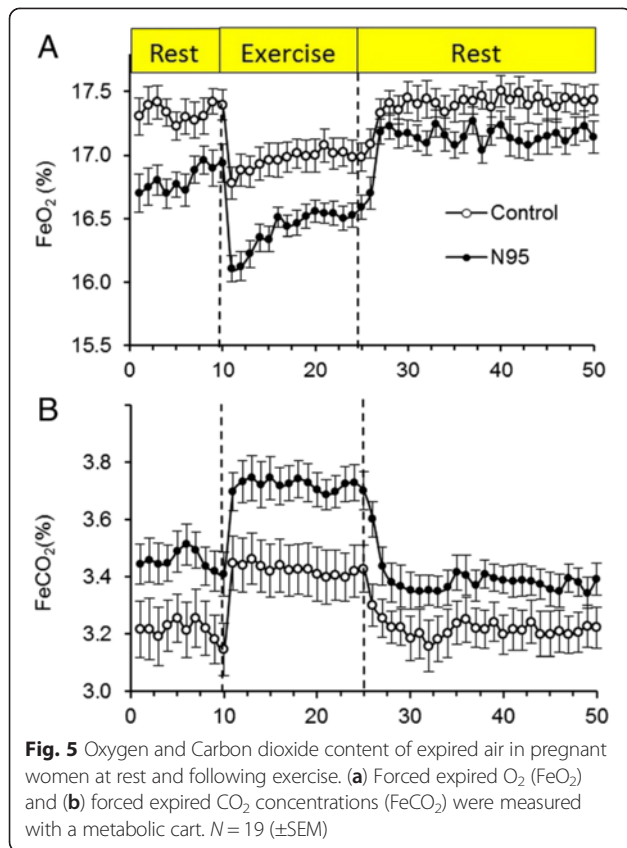 A
Rest Exercise Rest
17.5
17.0
16.5
16.0
15.5
FeO₂ (%)
Control
N95
0 10 20 30 40 50
B
3.8
3.6
3.4
3.2
3.0
FeCO₂(%)
0 10 20 30 40 50
Fig. 5 Oxygen and Carbon dioxide content of expired air in pregnant
women at rest and following exercise. (a) Forced expired O₂ (FeO₂)
and (b) forced expired CO₂ concentrations (FeCO₂) were measured
with a metabolic cart. N = 19 (±SEM)